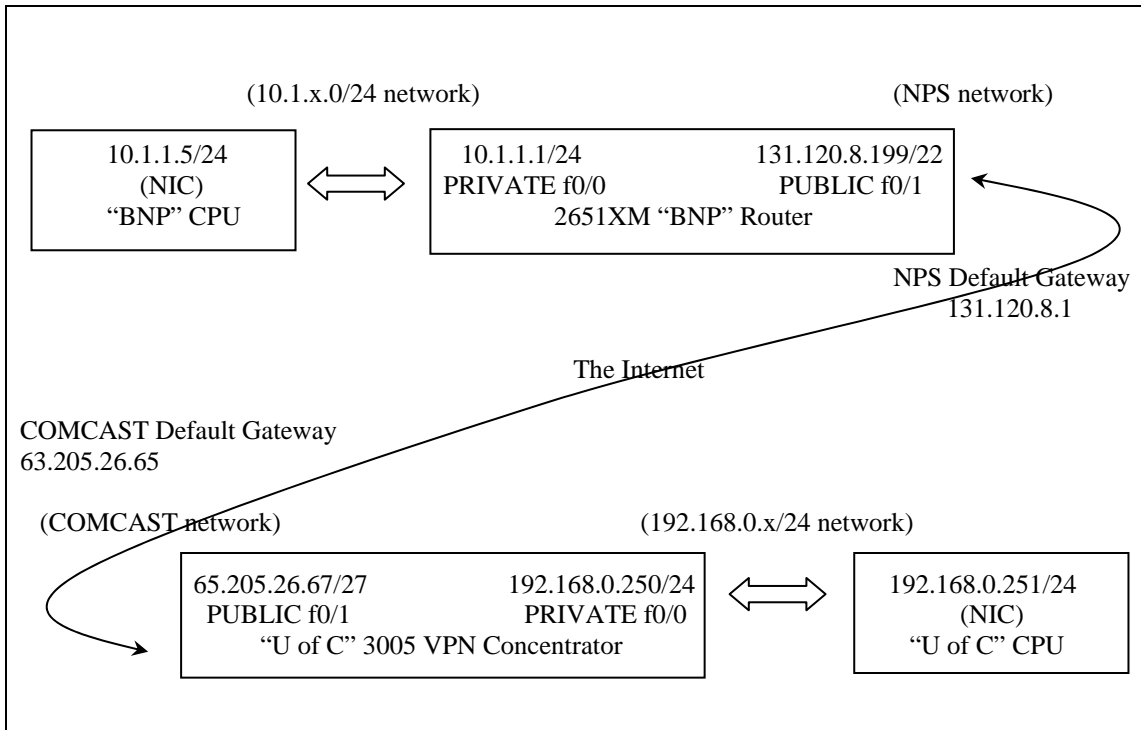 (10.1.x.0/24 network)
(NPS network)
10.1.1.5/24
(NIC)
“BNP” CPU
10.1.1.1/24 131.120.8.199/22
PRIVATE f0/0 PUBLIC f0/1
2651XM “BNP” Router
NPS Default Gateway
131.120.8.1
The Internet
COMCAST Default Gateway
63.205.26.65
(COMCAST network)
(192.168.0.x/24 network)
65.205.26.67/27 192.168.0.250/24
PUBLIC f0/1 PRIVATE f0/0
“U of C” 3005 VPN Concentrator
192.168.0.251/24
(NIC)
“U of C” CPU